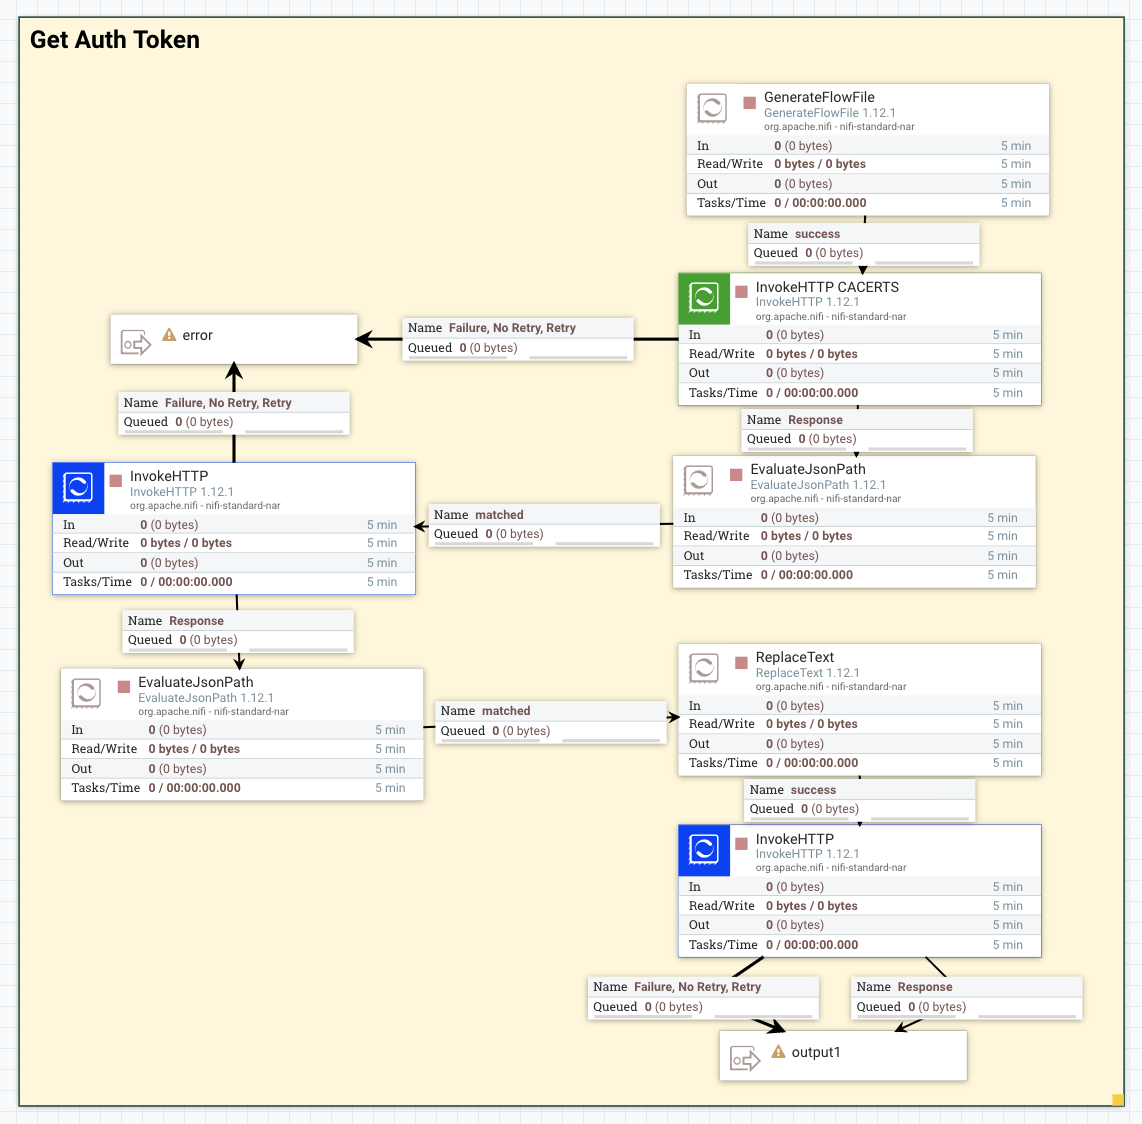 Get Auth Token
GenerateFlowFile
GenerateFlowFile 1.12.1
org.apache.nifi - nifi-standard-nar
In 0 (0 bytes) 5 min
Read/Write 0 bytes / 0 bytes 5 min
Out 0 (0 bytes) 5 min
Tasks/Time 0 / 00:00:00.000 5 min
Name success
Queued 0 (0 bytes)
InvokeHTTP CACERTS
InvokeHTTP 1.12.1
org.apache.nifi - nifi-standard-nar
In 0 (0 bytes) 5 min
Read/Write 0 bytes / 0 bytes 5 min
Out 0 (0 bytes) 5 min
Tasks/Time 0 / 00:00:00.000 5 min
Name Failure, No Retry, Retry
Queued 0 (0 bytes)
error
Name Failure, No Retry, Retry
Queued 0 (0 bytes)
Name Response
Queued 0 (0 bytes)
EvaluateJsonPath
EvaluateJsonPath 1.12.1
org.apache.nifi - nifi-standard-nar
In 0 (0 bytes) 5 min
Read/Write 0 bytes / 0 bytes 5 min
Out 0 (0 bytes) 5 min
Tasks/Time 0 / 00:00:00.000 5 min
Name matched
Queued 0 (0 bytes)
InvokeHTTP
InvokeHTTP 1.12.1
org.apache.nifi - nifi-standard-nar
In 0 (0 bytes) 5 min
Read/Write 0 bytes / 0 bytes 5 min
Out 0 (0 bytes) 5 min
Tasks/Time 0 / 00:00:00.000 5 min
Name Response
Queued 0 (0 bytes)
EvaluateJsonPath
EvaluateJsonPath 1.12.1
org.apache.nifi - nifi-standard-nar
In 0 (0 bytes) 5 min
Read/Write 0 bytes / 0 bytes 5 min
Out 0 (0 bytes) 5 min
Tasks/Time 0 / 00:00:00.000 5 min
Name matched
Queued 0 (0 bytes)
ReplaceText
ReplaceText 1.12.1
org.apache.nifi - nifi-standard-nar
In 0 (0 bytes) 5 min
Read/Write 0 bytes / 0 bytes 5 min
Out 0 (0 bytes) 5 min
Tasks/Time 0 / 00:00:00.000 5 min
Name success
Queued 0 (0 bytes)
InvokeHTTP
InvokeHTTP 1.12.1
org.apache.nifi - nifi-standard-nar
In 0 (0 bytes) 5 min
Read/Write 0 bytes / 0 bytes 5 min
Out 0 (0 bytes) 5 min
Tasks/Time 0 / 00:00:00.000 5 min
Name Failure, No Retry, Retry
Queued 0 (0 bytes)
Name Response
Queued 0 (0 bytes)
output1